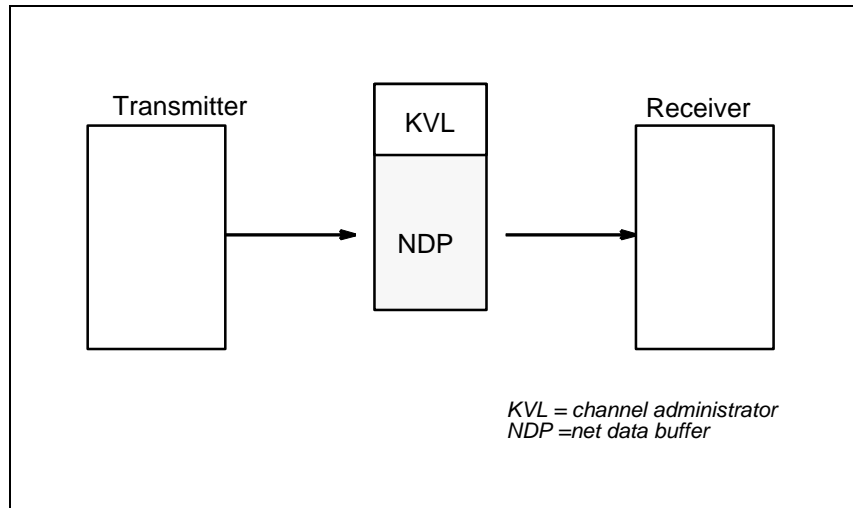 Transmitter
KVL
Receiver
NDP
KVL = channel administrator
NDP =net data buffer